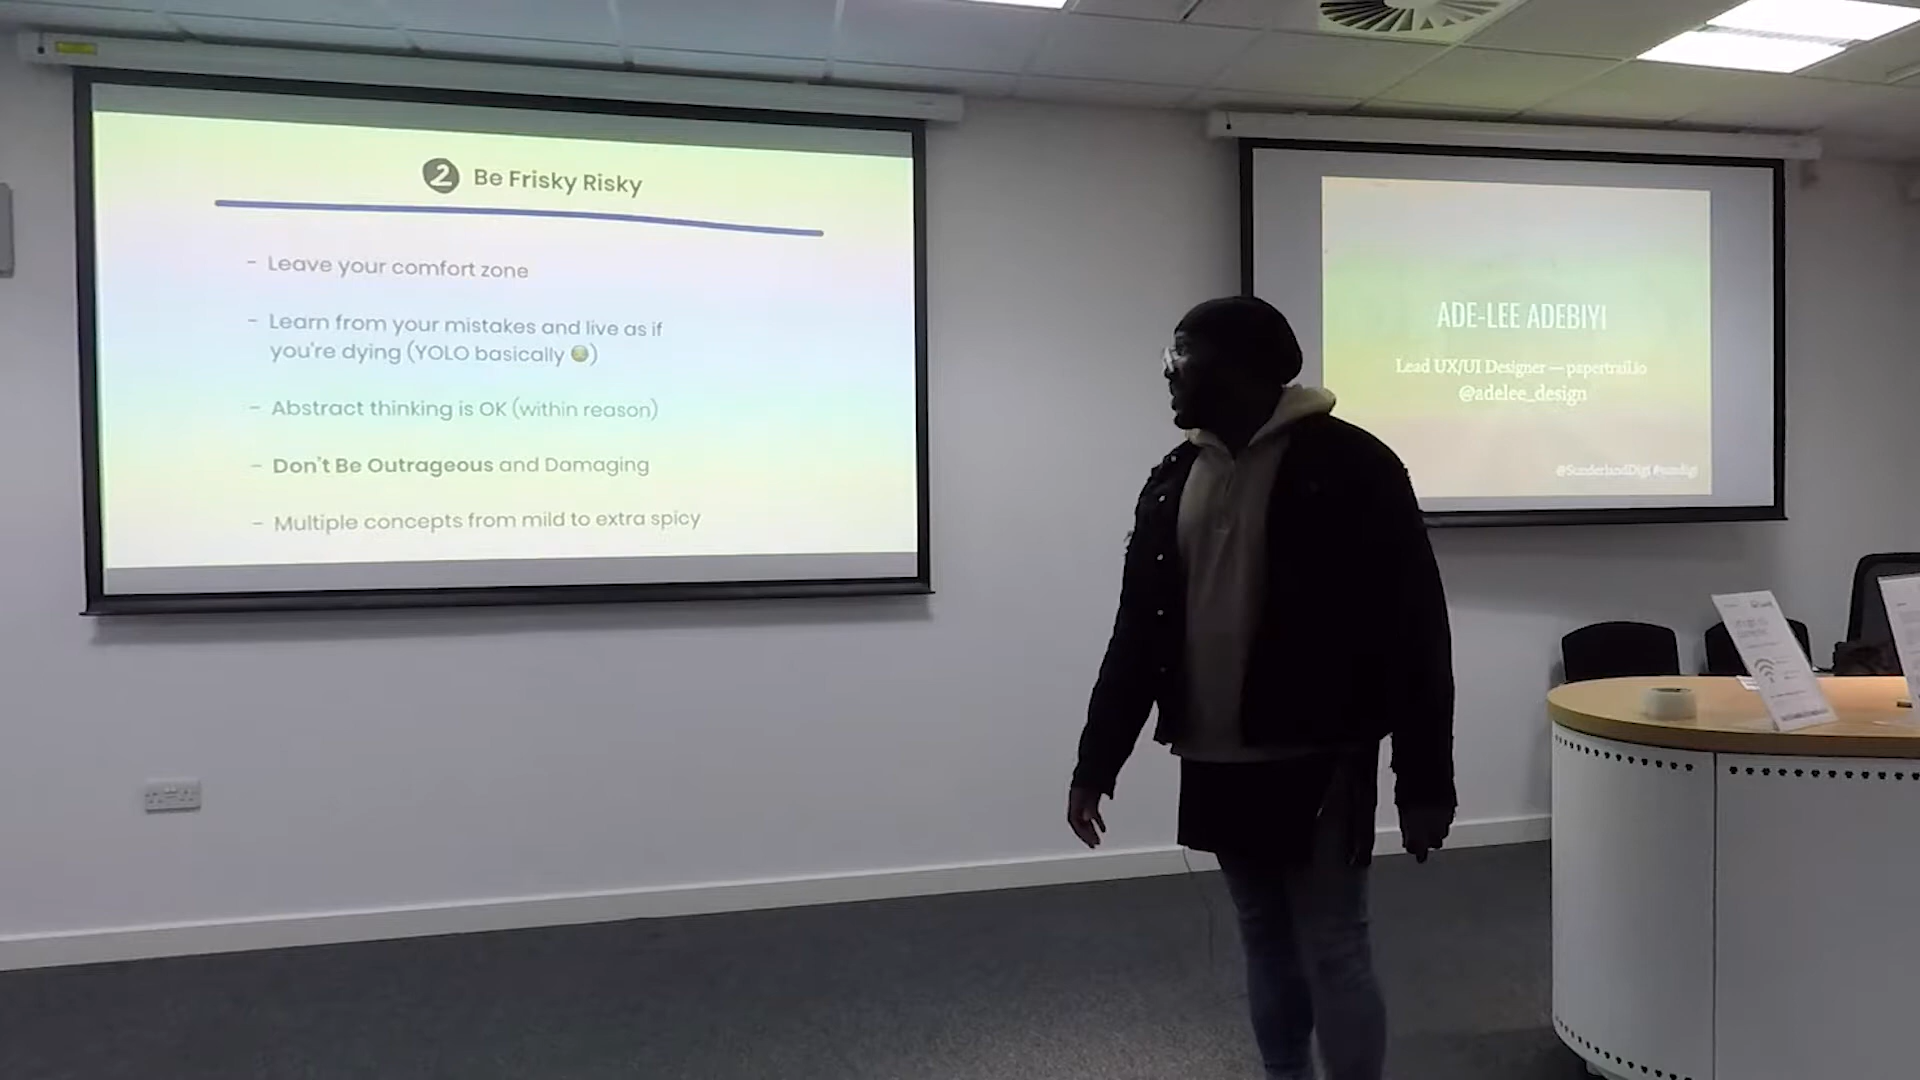 2 Be Frisky Risky
- Leave your comfort zone
- Learn from your mistakes and live as if
you're dying (YOLO basically 😏)
- Abstract thinking is OK (within reason)
- Don't Be Outrageous and Damaging
- Multiple concepts from mild to extra spicy
ADE-LEE ADEBIYI
Lead UX/UI Designer — papertrail.io
@adelee_design
@SunderlandDigi #sundigi